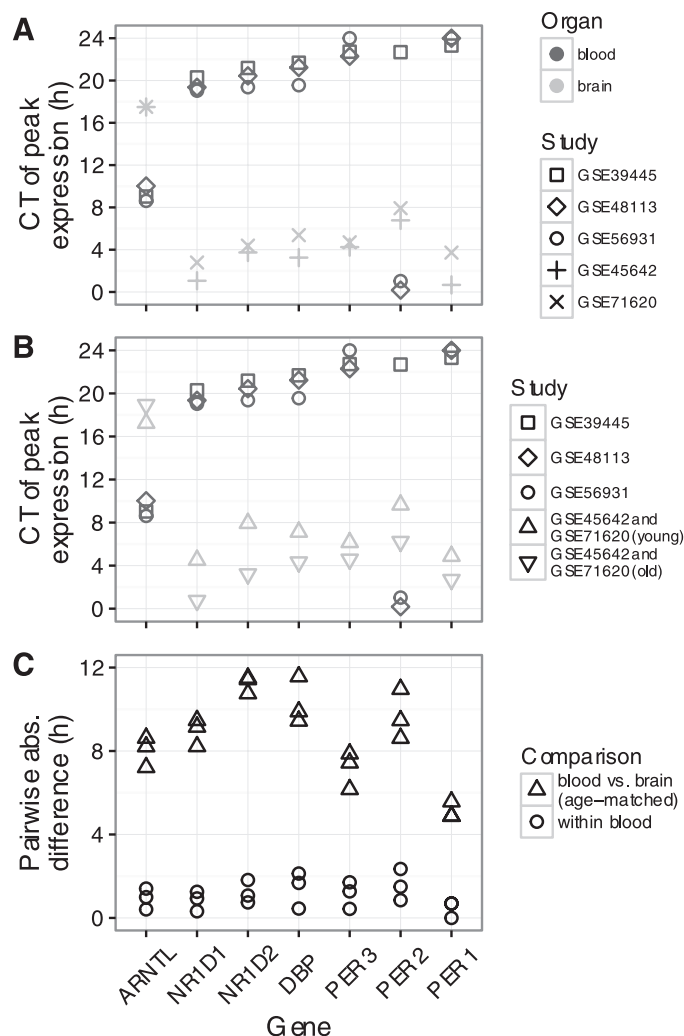 A
CT of peak
expression (h)
24
20
16
12
8
4
0
Organ
blood
brain
Study
GSE39445
GSE48113
GSE56931
GSE45642
GSE71620
B
CT of peak
expression (h)
24
20
16
12
8
4
0
Study
GSE39445
GSE48113
GSE56931
GSE45642 and
GSE71620 (young)
GSE45642 and
GSE71620 (old)
C
Pairwise abs.
difference (h)
12
8
4
0
Comparison
blood vs. brain
(age-matched)
within blood
ARNTL
NR1D1
NR1D2
DBP
PER3
PER2
PER1
Gene